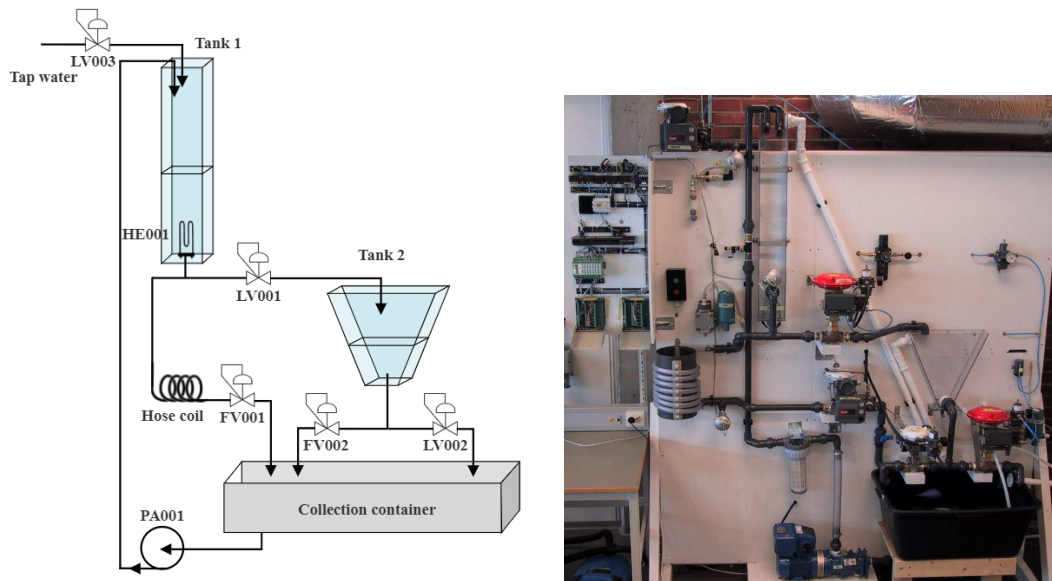 Tank 1
LV003
Tap water
HE001
Tank 2
LV001
Hose coil
FV001
FV002
LV002
Collection container
PA001